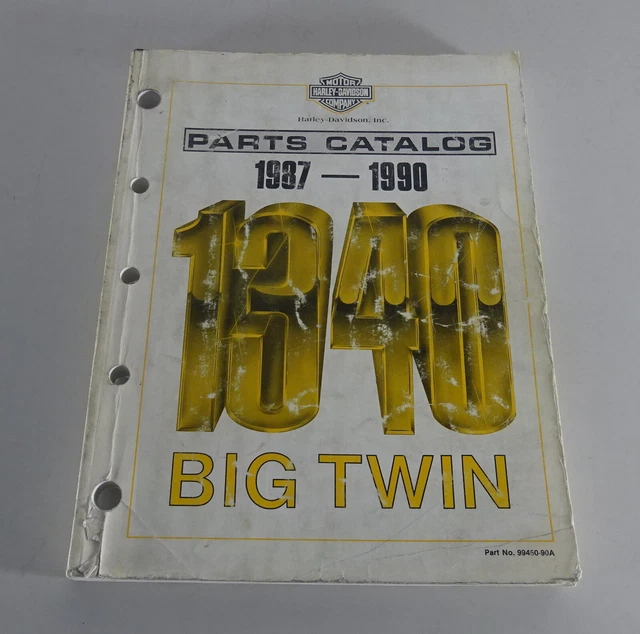 MOTOR
HARLEY-DAVIDSON
COMPANY
Harley-Davidson, Inc.
PARTS CATALOG
1987 — 1990
1340
BIG TWIN
Part No. 99450-90A